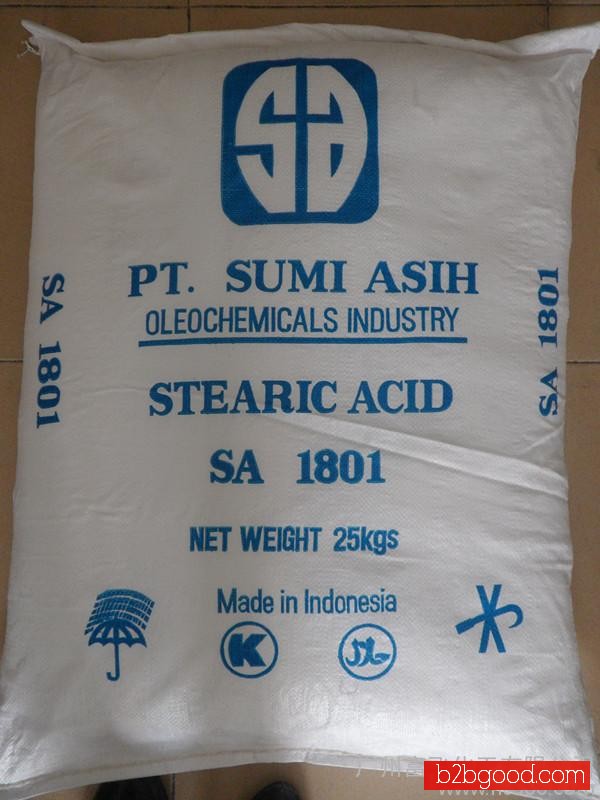 SA
PT. SUMI ASIH
OLEOCHEMICALS INDUSTRY
SA 1801
SA 1801
STEARIC ACID
SA 1801
NET WEIGHT 25kgs
Made in Indonesia
K
b2bgood.com